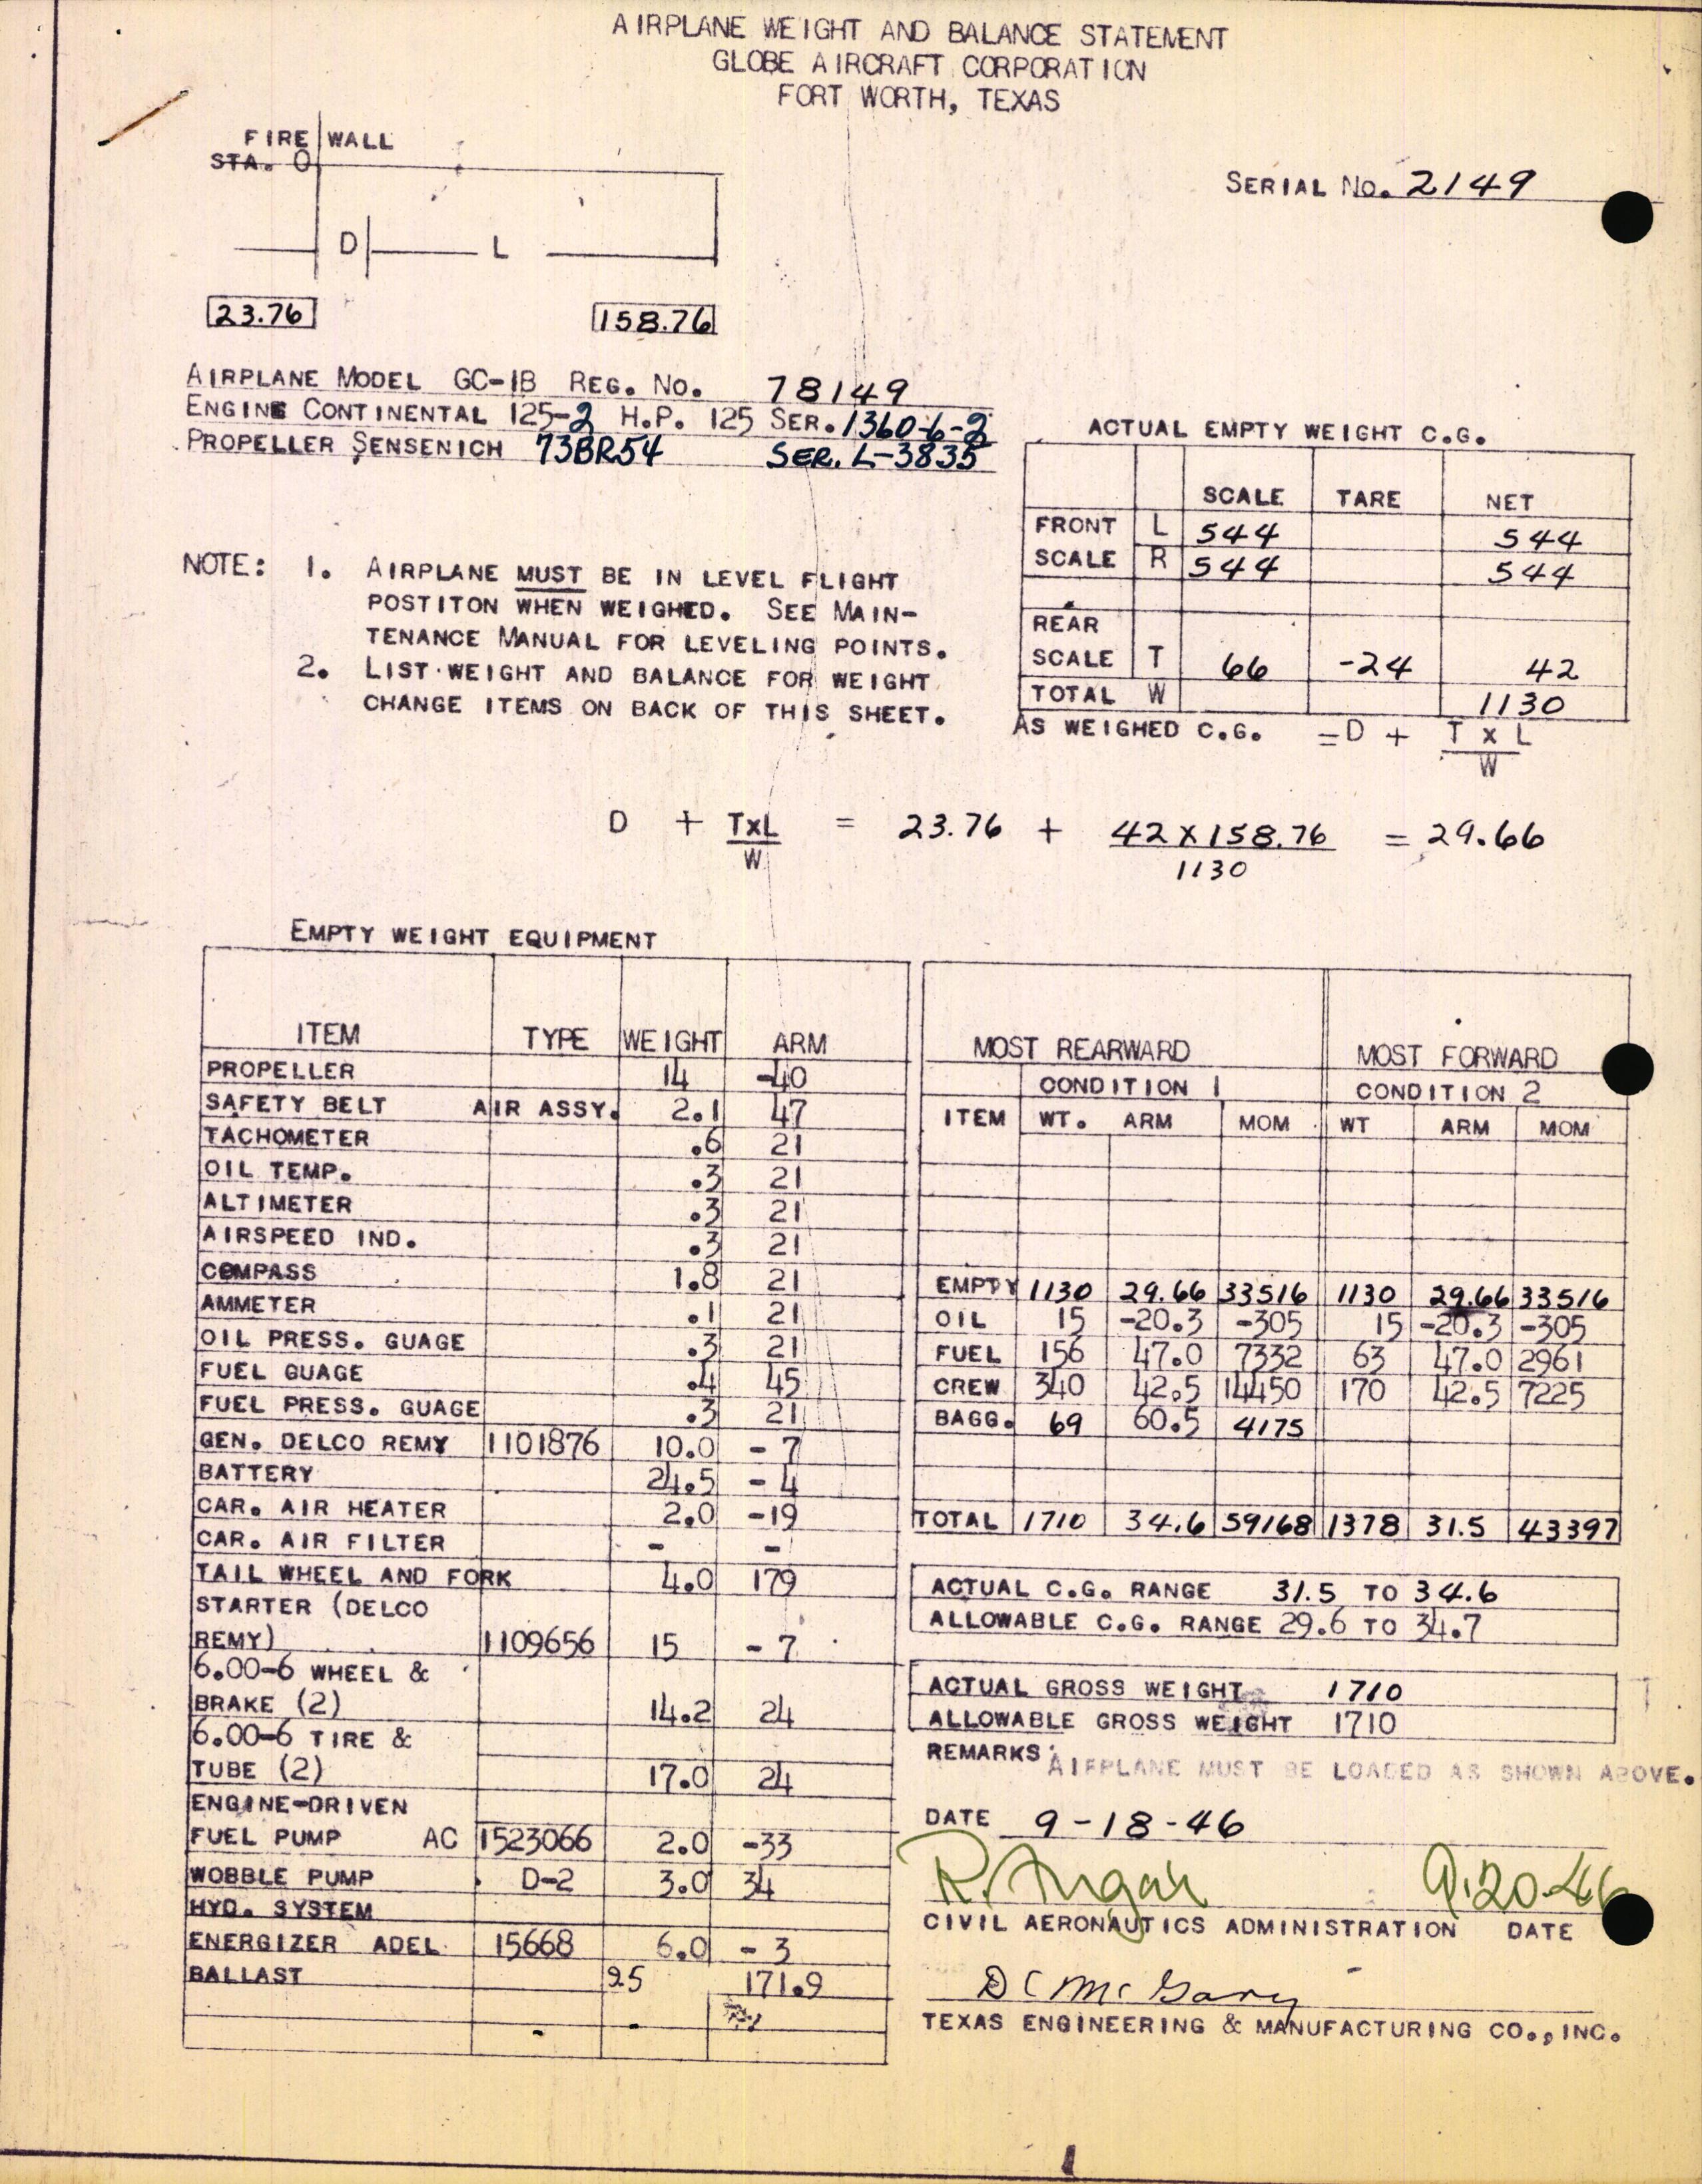 AIRPLANE WEIGHT AND BALANCE STATEMENT
GLOBE AIRCRAFT CORPORATION
FORT WORTH, TEXAS
FIRE WALL
STA. 0
SERIAL NO. 2149
D L
23.76 158.76
AIRPLANE MODEL GC-1B REG. NO. 78149
ENGINE CONTINENTAL 125-2 H.P. 125 SER. 1360-6-2
PROPELLER SENSENICH 73BR54 SER. L-3835
ACTUAL EMPTY WEIGHT C.G.
SCALE TARE NET
FRONT L 544 544
SCALE R 544 544
REAR
SCALE T 66 -24 42
TOTAL W 1130
AS WEIGHED C.G. = D + T x L
W
NOTE: 1. AIRPLANE MUST BE IN LEVEL FLIGHT
POSTITON WHEN WEIGHED. SEE MAIN-
TENANCE MANUAL FOR LEVELING POINTS.
2. LIST WEIGHT AND BALANCE FOR WEIGHT
CHANGE ITEMS ON BACK OF THIS SHEET.
D + TxL = 23.76 + 42 X 158.76 = 29.66
W 1130
EMPTY WEIGHT EQUIPMENT
ITEM TYPE WEIGHT ARM
PROPELLER 14 -40
SAFETY BELT AIR ASSY. 2.1 47
TACHOMETER .6 21
OIL TEMP. .3 21
ALTIMETER .3 21
AIRSPEED IND. .3 21
COMPASS 1.8 21
AMMETER .1 21
OIL PRESS. GUAGE .3 21
FUEL GUAGE .4 45
FUEL PRESS. GUAGE .3 21
GEN. DELCO REMY 1101876 10.0 - 7
BATTERY 24.5 - 4
CAR. AIR HEATER 2.0 -19
CAR. AIR FILTER - -
TAIL WHEEL AND FORK 4.0 179
STARTER (DELCO
REMY) 1109656 15 - 7
6.00-6 WHEEL &
BRAKE (2) 14.2 24
6.00-6 TIRE &
TUBE (2) 17.0 24
ENGINE-DRIVEN
FUEL PUMP AC 1523066 2.0 -33
WOBBLE PUMP D-2 3.0 34
HYD. SYSTEM
ENERGIZER ADEL 15668 6.0 - 3
BALLAST 25 171.9
MOST REARWARD MOST FORWARD
CONDITION 1 CONDITION 2
ITEM WT. ARM MOM WT ARM MOM
EMPTY 1130 29.66 33516 1130 29.66 33516
OIL 15 -20.3 -305 15 -20.3 -305
FUEL 156 47.0 7332 63 47.0 2961
CREW 340 42.5 14450 170 42.5 7225
BAGG. 69 60.5 4175
TOTAL 1710 34.6 59168 1378 31.5 43397
ACTUAL C.G. RANGE 31.5 TO 34.6
ALLOWABLE C.G. RANGE 29.6 TO 34.7
ACTUAL GROSS WEIGHT 1710
ALLOWABLE GROSS WEIGHT 1710
REMARKS: AIRPLANE MUST BE LOADED AS SHOWN ABOVE.
DATE 9-18-46
R. 9.20-46
CIVIL AERONAUTICS ADMINISTRATION DATE
D C McGary
TEXAS ENGINEERING & MANUFACTURING CO., INC.
1